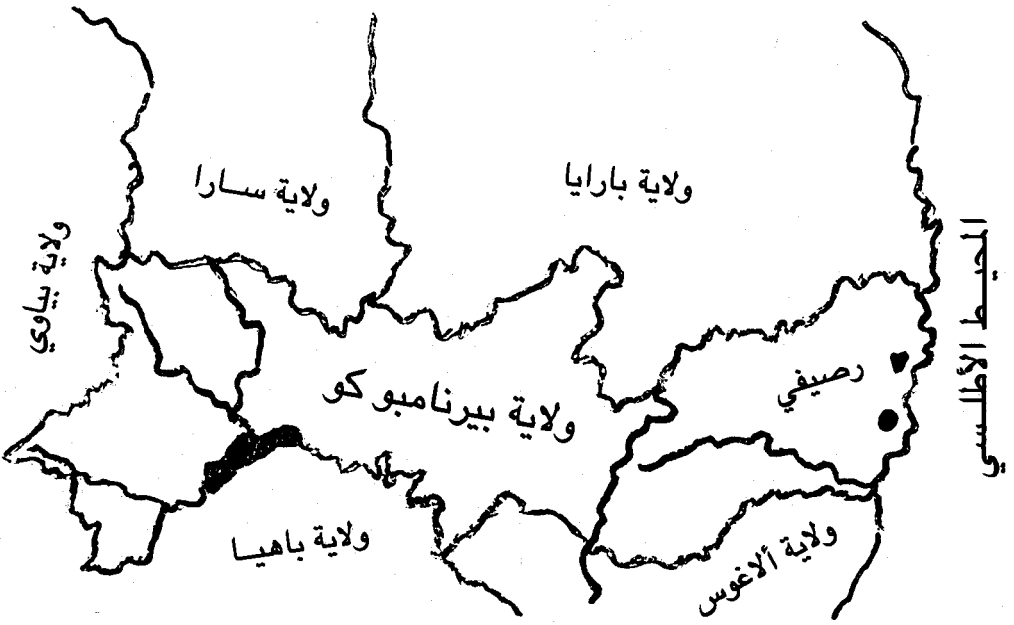 ولاية سارا
ولاية بارايا
ولاية بياوي
المحيط الأطلسي
رصيفي
ولاية بيرنامبوكو
ولاية باهيا
ولاية ألاغوس